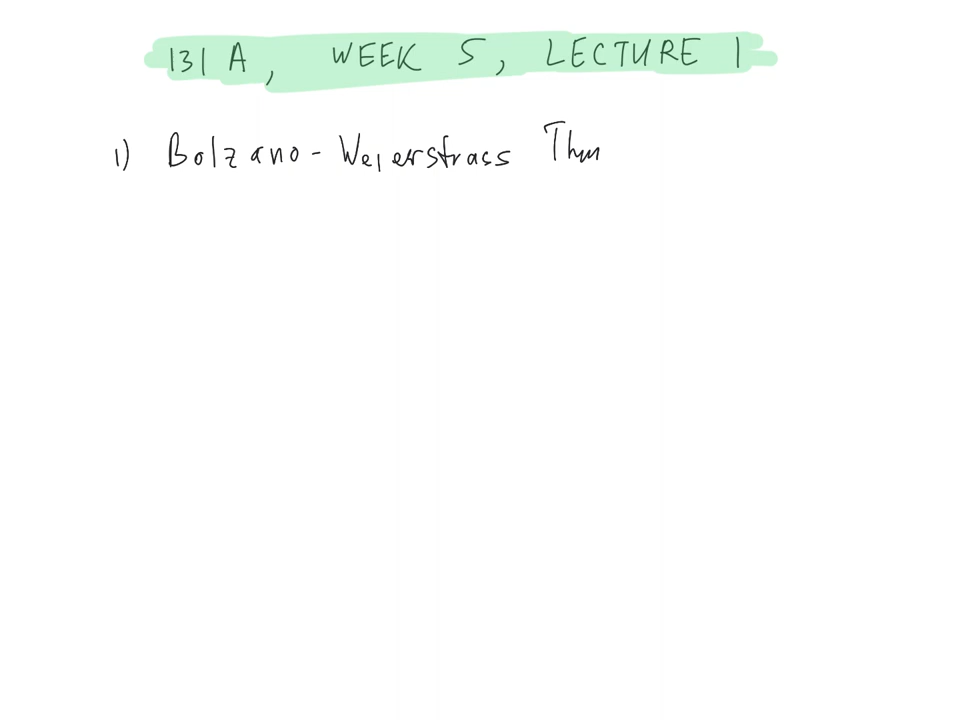 131 A, WEEK 5, LECTURE 1
1) Bolzano-Weierstrass Thm